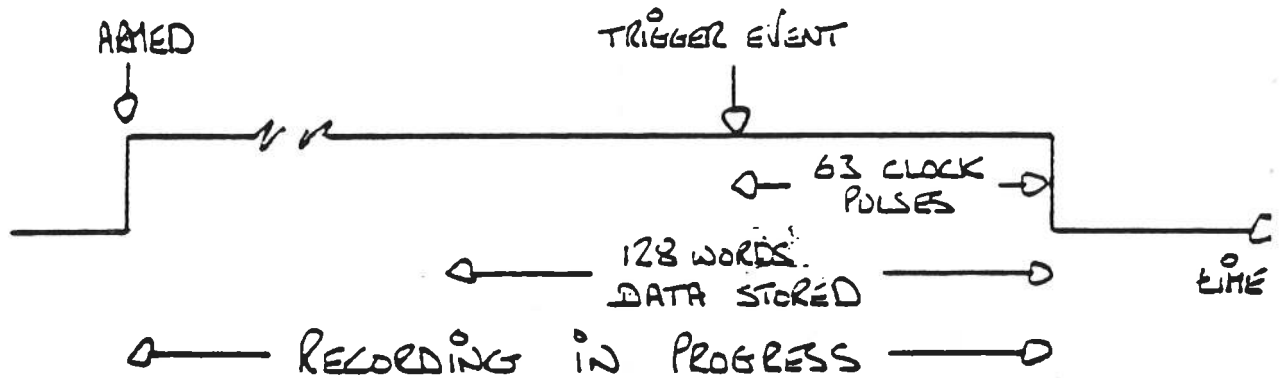 ARMED
TRIGGER EVENT
63 CLOCK
PULSES
128 WORDS
DATA STORED
TIME
RECORDING IN PROGRESS